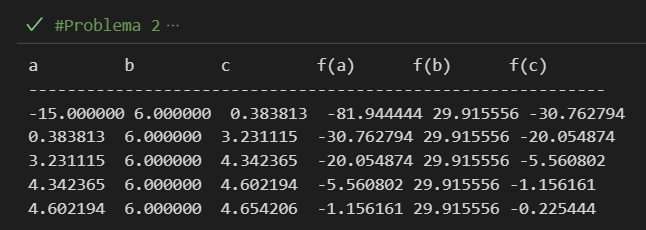 #Problema 2 ...
a b c f(a) f(b) f(c)
------------------------------------------------------------
-15.000000 6.000000 0.383813 -81.944444 29.915556 -30.762794
0.383813 6.000000 3.231115 -30.762794 29.915556 -20.054874
3.231115 6.000000 4.342365 -20.054874 29.915556 -5.560802
4.342365 6.000000 4.602194 -5.560802 29.915556 -1.156161
4.602194 6.000000 4.654206 -1.156161 29.915556 -0.225444